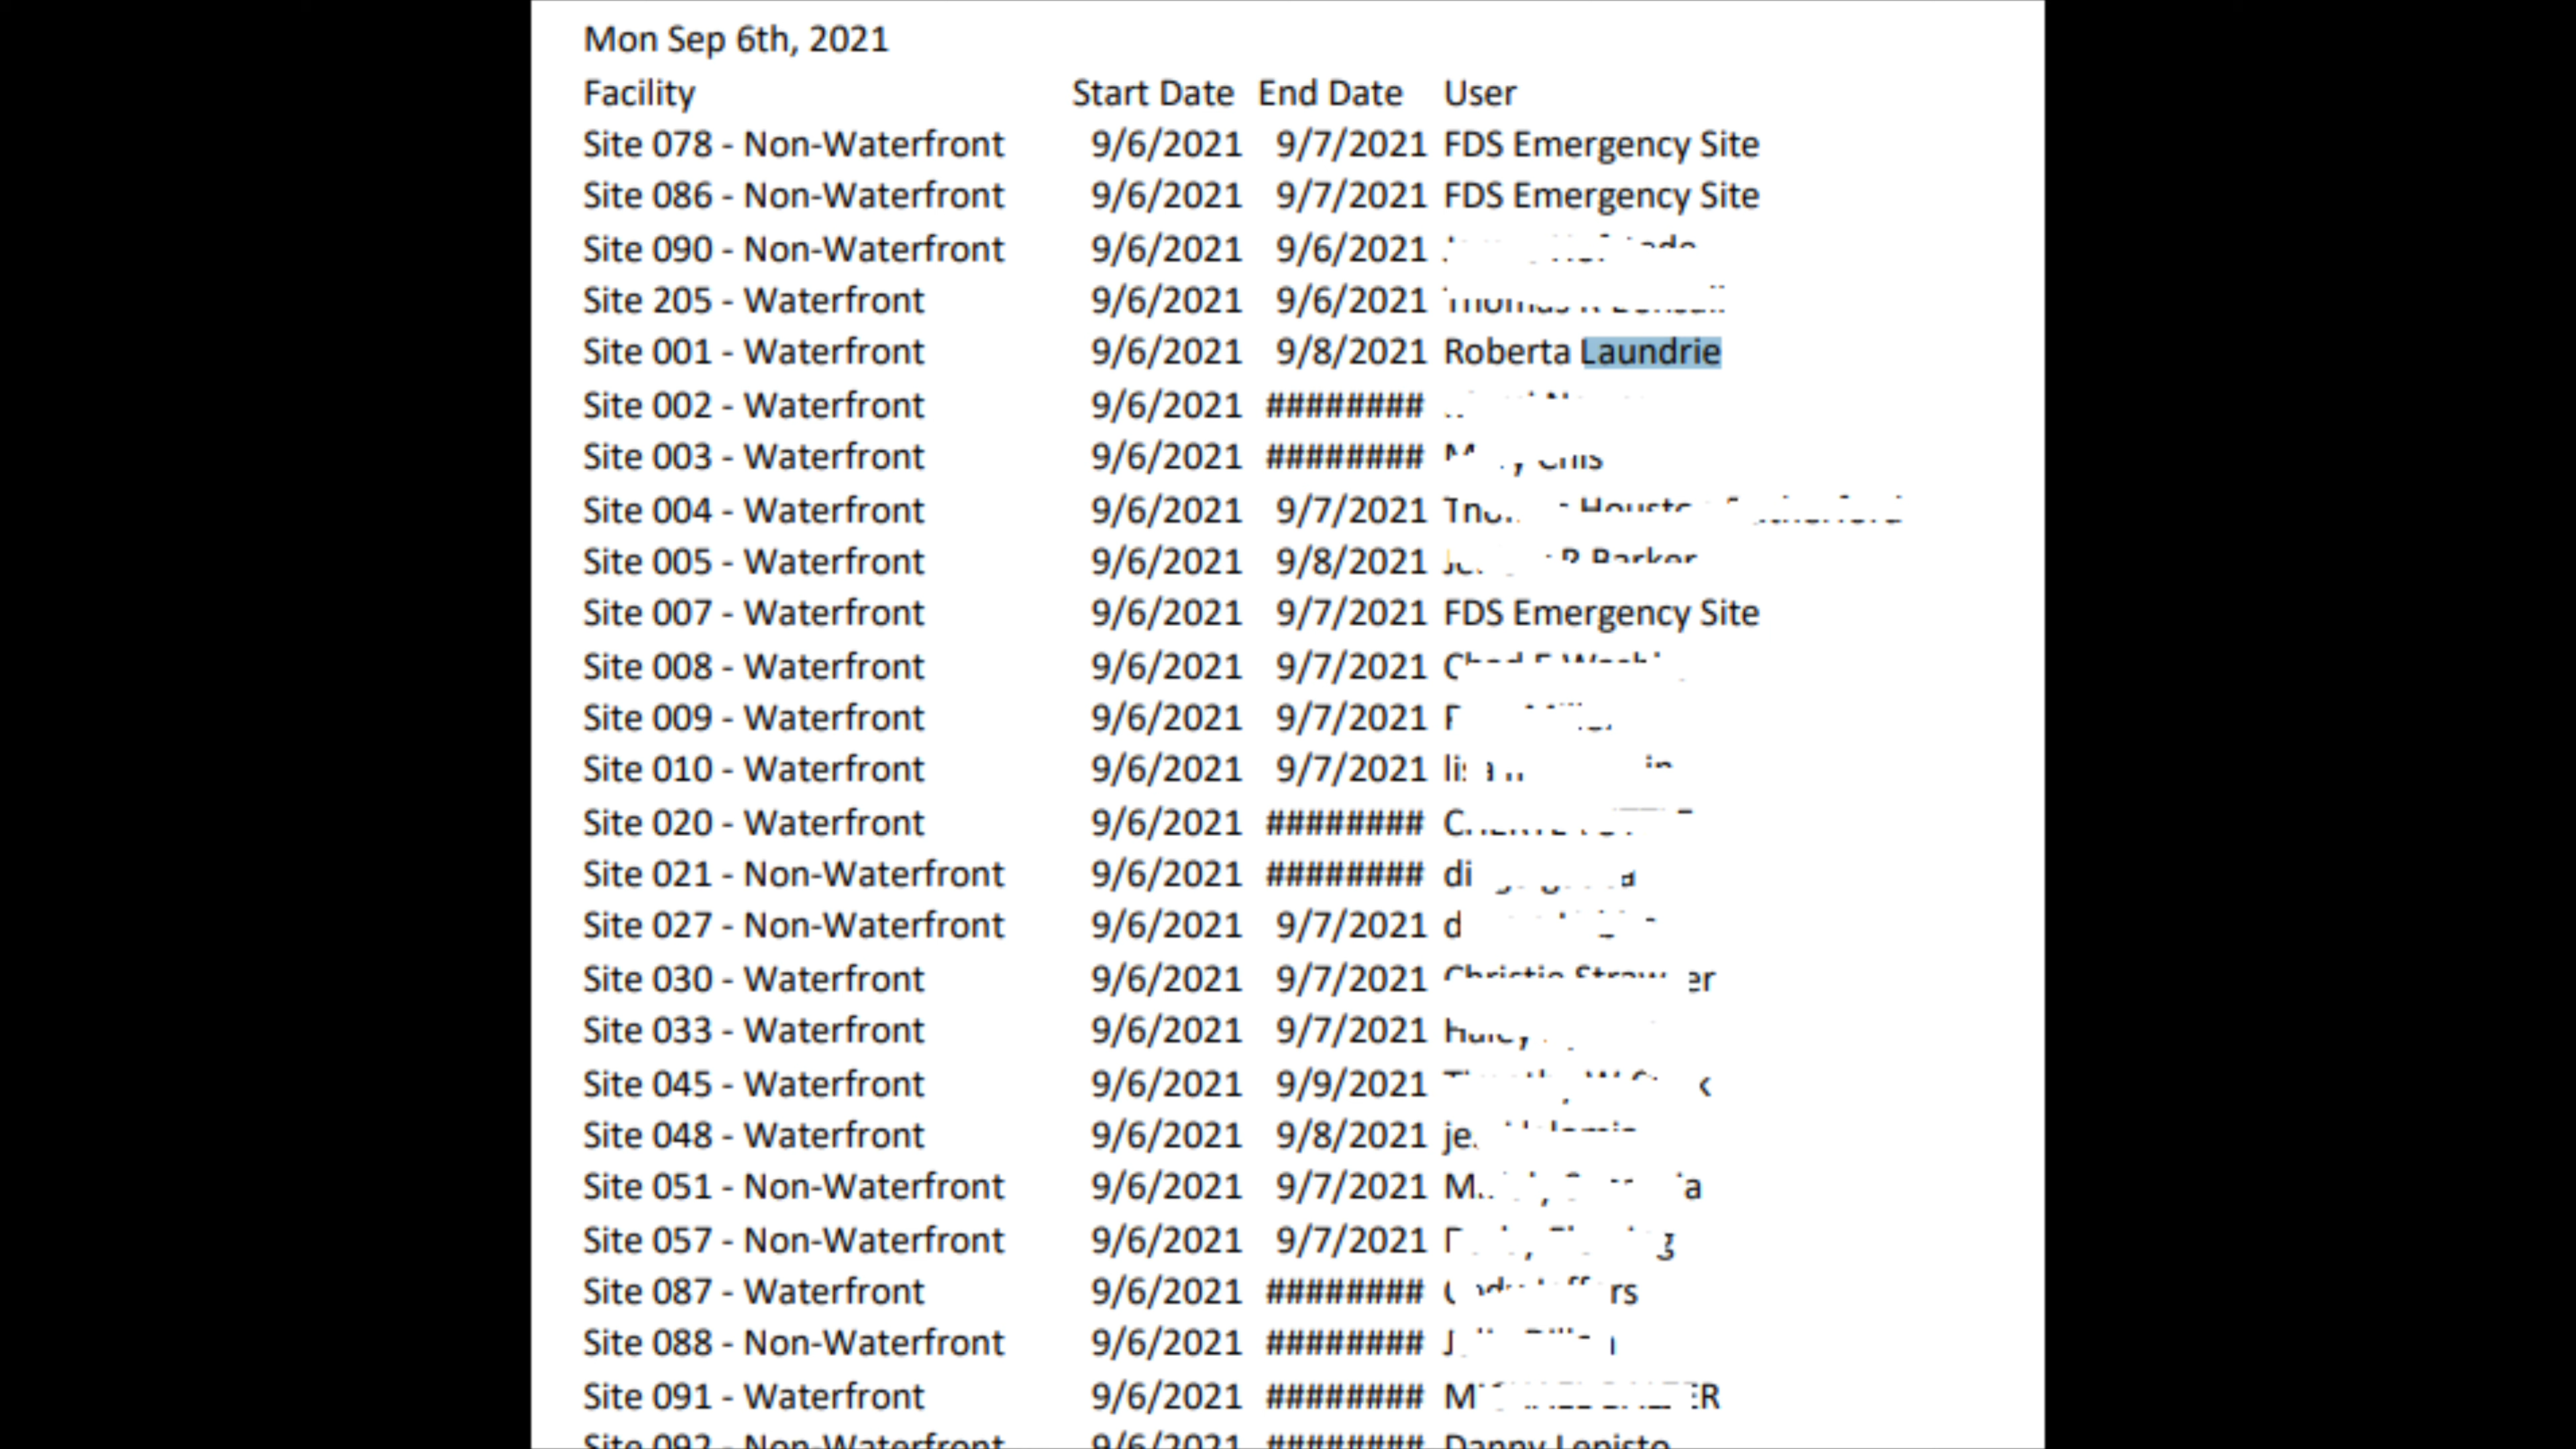 Mon Sep 6th, 2021
Facility Start Date End Date User
Site 078 - Non-Waterfront 9/6/2021 9/7/2021 FDS Emergency Site
Site 086 - Non-Waterfront 9/6/2021 9/7/2021 FDS Emergency Site
Site 090 - Non-Waterfront 9/6/2021 9/6/2021
Site 205 - Waterfront 9/6/2021 9/6/2021
Site 001 - Waterfront 9/6/2021 9/8/2021 Roberta Laundrie
Site 002 - Waterfront 9/6/2021 ########
Site 003 - Waterfront 9/6/2021 ########
Site 004 - Waterfront 9/6/2021 9/7/2021
Site 005 - Waterfront 9/6/2021 9/8/2021
Site 007 - Waterfront 9/6/2021 9/7/2021 FDS Emergency Site
Site 008 - Waterfront 9/6/2021 9/7/2021
Site 009 - Waterfront 9/6/2021 9/7/2021
Site 010 - Waterfront 9/6/2021 9/7/2021
Site 020 - Waterfront 9/6/2021 ########
Site 021 - Non-Waterfront 9/6/2021 ########
Site 027 - Non-Waterfront 9/6/2021 9/7/2021
Site 030 - Waterfront 9/6/2021 9/7/2021
Site 033 - Waterfront 9/6/2021 9/7/2021
Site 045 - Waterfront 9/6/2021 9/9/2021
Site 048 - Waterfront 9/6/2021 9/8/2021
Site 051 - Non-Waterfront 9/6/2021 9/7/2021
Site 057 - Non-Waterfront 9/6/2021 9/7/2021
Site 087 - Waterfront 9/6/2021 ########
Site 088 - Non-Waterfront 9/6/2021 ########
Site 091 - Waterfront 9/6/2021 ########
Site 092 - Non-Waterfront 9/6/2021 ######## Danny Lepisto